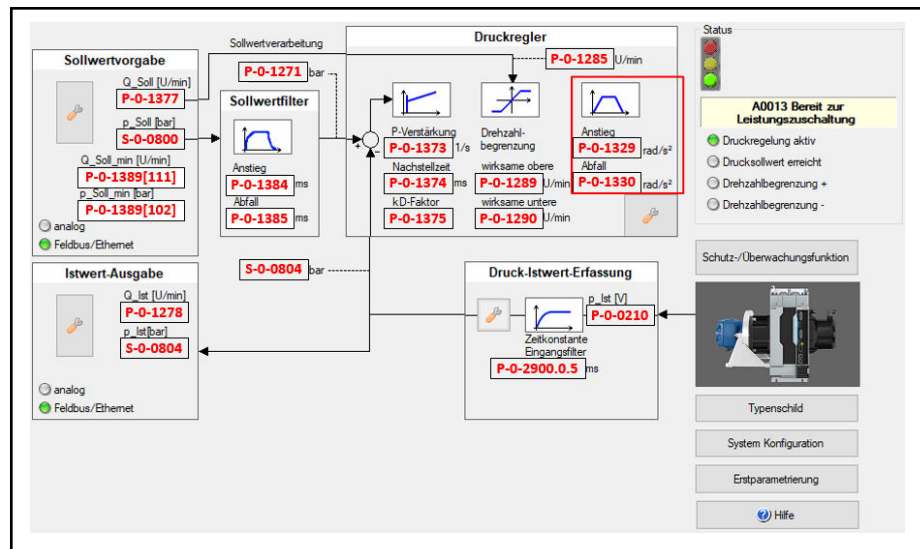 Sollwertvorgabe
Q_Soll [U/min]
P-0-1377
p_Soll [bar]
S-0-0800
Q_Soll_min [U/min]
P-0-1389[111]
p_Soll_min [bar]
P-0-1389[102]
analog
Feldbus/Ethernet
Sollwertverarbeitung
P-0-1271 bar
Sollwertfilter
Anstieg
P-0-1384 ms
Abfall
P-0-1385 ms
Druckregler
P-0-1285 U/min
+
-
P-Verstärkung
P-0-1373 1/s
Nachstellzeit
P-0-1374 ms
kD-Faktor
P-0-1375
Drehzahl-
begrenzung
wirksame obere
P-0-1289 U/min
wirksame untere
P-0-1290 U/min
Anstieg
P-0-1329 rad/s²
Abfall
P-0-1330 rad/s²
Istwert-Ausgabe
Q_Ist [U/min]
P-0-1278
p_Ist[bar]
S-0-0804
analog
Feldbus/Ethernet
S-0-0804 bar
Druck-Istwert-Erfassung
p_Ist [V]
P-0-0210
Zeitkonstante
Eingangsfilter
P-0-2900.0.5 ms
Status
A0013 Bereit zur
Leistungszuschaltung
Druckregelung aktiv
Drucksollwert erreicht
Drehzahlbegrenzung +
Drehzahlbegrenzung -
Schutz-/Überwachungsfunktion
Typenschild
System Konfiguration
Erstparametrierung
? Hilfe